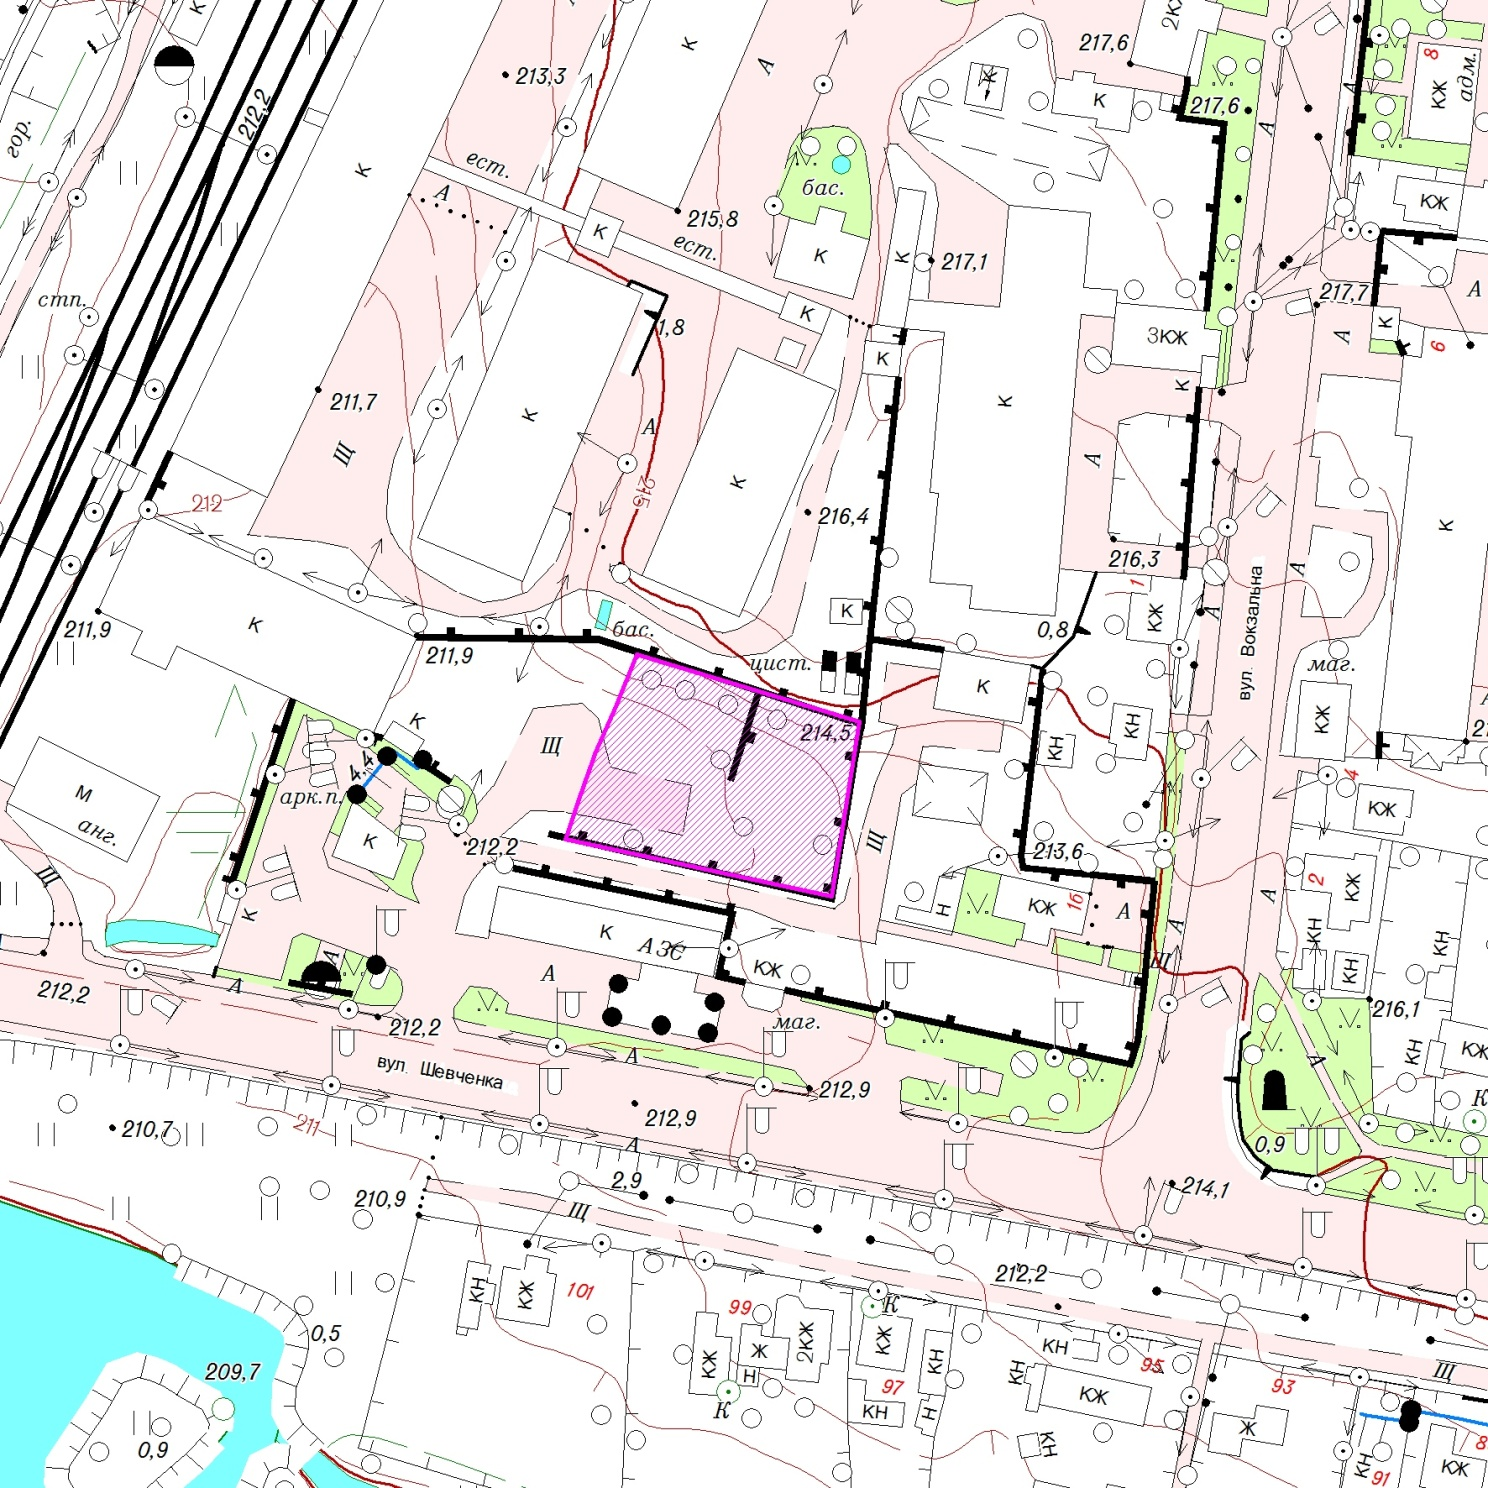 К
2КЖ
217,6
213,3
К
А
К
8
КЖ
адм.
212,2
гор.
К
217,6
А
А
К
ест.
А
бас.
КЖ
215,8
К
ест.
К
К
217,1
стп.
217,7
А
К
1,8
К
3КЖ
А
6
К
211,7
К
К
К
А
Щ
А
К
212
215
216,4
К
216,3
А
1
К
КЖ
А
211,9
К
бас.
0,8
вул. Вокзальна
211,9
цист.
маг.
К
КЖ
214,5
К
Щ
КН
КН
4,4
арк.п.
М
анг.
4
КЖ
К
212,2
Щ
213,6
Щ
2
КЖ
К
Н
КЖ
16
А
А
А
КН
КН
К
АЗС
КЖ
А
А
Щ
КН
212,2
А
212,2
маг.
216,1
вул. Шевченка
А
А
КН
КЖ
212,9
212,9
К
210,7
211
А
0,9
210,9
2,9
Щ
214,1
212,2
КН
КЖ
101
99
К
КЖ
0,5
КЖ
Ж
2КЖ
КН
КН
95
93
Щ
209,7
Н
К
97
КН
Н
КН
КЖ
Ж
КН
0,9
КН
91
КЖ
8